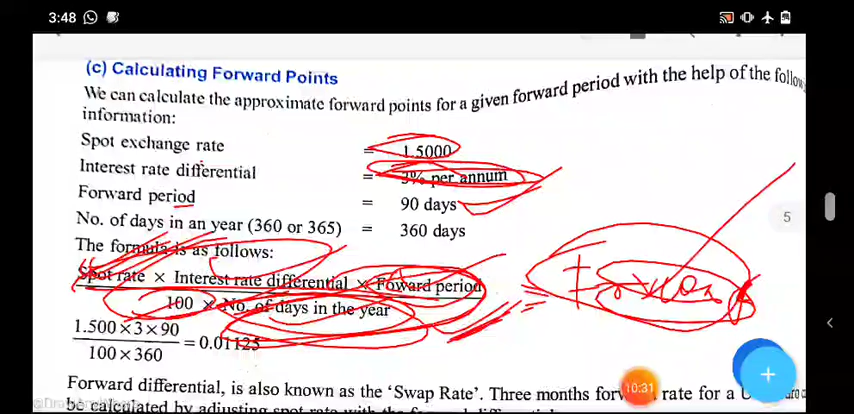 3:48
(c) Calculating Forward Points
We can calculate the approximate forward points for a given forward period with the help of the follow
information:
Spot exchange rate = 1.5000
Interest rate differential = 3% per annum
Forward period = 90 days
No. of days in an year (360 or 365) = 360 days
5
The formula is as follows:
Spot rate × Interest rate differential × Foward period
100 × No. of days in the year
1.500×3×90
100×360
= 0.01125
10:31
Forward differential, is also known as the 'Swap Rate'. Three months rate for a
be calculated by adjusting spot rate with the